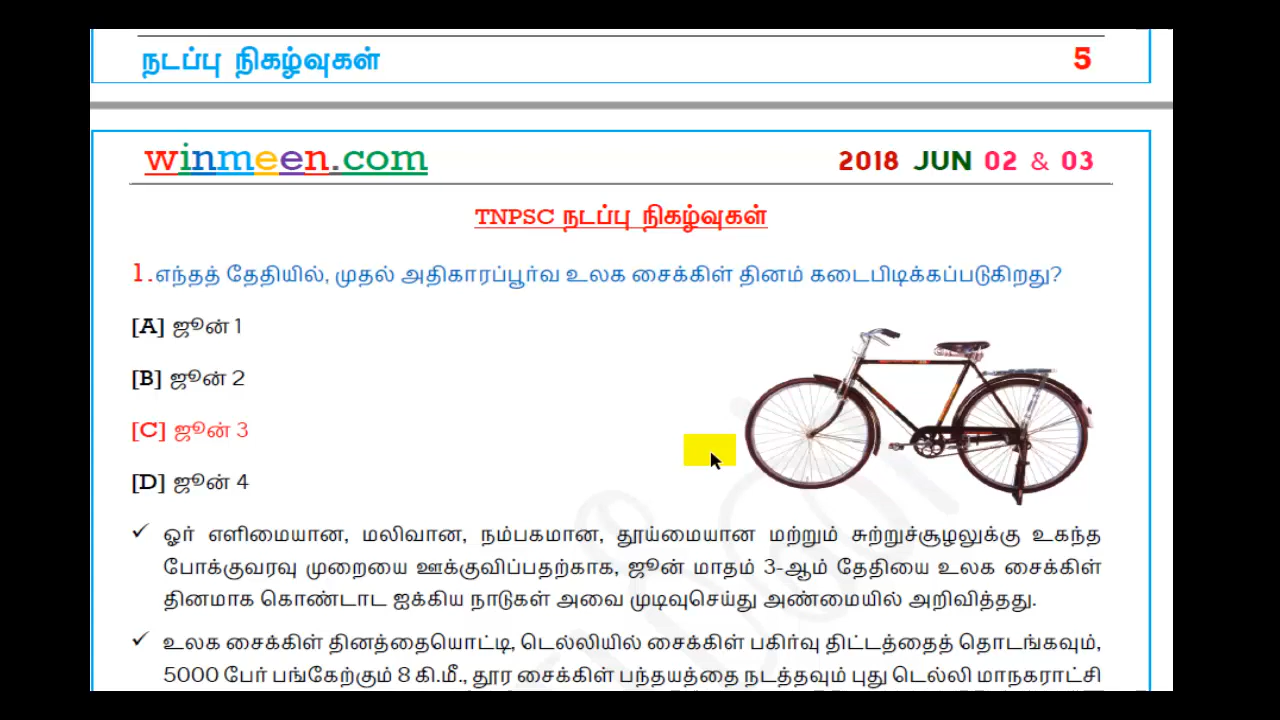 நடப்பு நிகழ்வுகள் 5
winmeen.com 2018 JUN 02 & 03
TNPSC நடப்பு நிகழ்வுகள்
1.எந்தத் தேதியில், முதல் அதிகாரப்பூர்வ உலக சைக்கிள் தினம் கடைபிடிக்கப்படுகிறது?
[A] ஜூன் 1
[B] ஜூன் 2
[C] ஜூன் 3
[D] ஜூன் 4
✓ ஓர் எளிமையான, மலிவான, நம்பகமான, தூய்மையான மற்றும் சுற்றுச்சூழலுக்கு உகந்த
போக்குவரவு முறையை ஊக்குவிப்பதற்காக, ஜூன் மாதம் 3-ஆம் தேதியை உலக சைக்கிள்
தினமாக கொண்டாட ஐக்கிய நாடுகள் அவை முடிவுசெய்து அண்மையில் அறிவித்தது.
✓ உலக சைக்கிள் தினத்தையொட்டி, டெல்லியில் சைக்கிள் பகிர்வு திட்டத்தைத் தொடங்கவும்,
5000 பேர் பங்கேற்கும் 8 கி.மீ., தூர சைக்கிள் பந்தயத்தை நடத்தவும் புது டெல்லி மாநகராட்சி